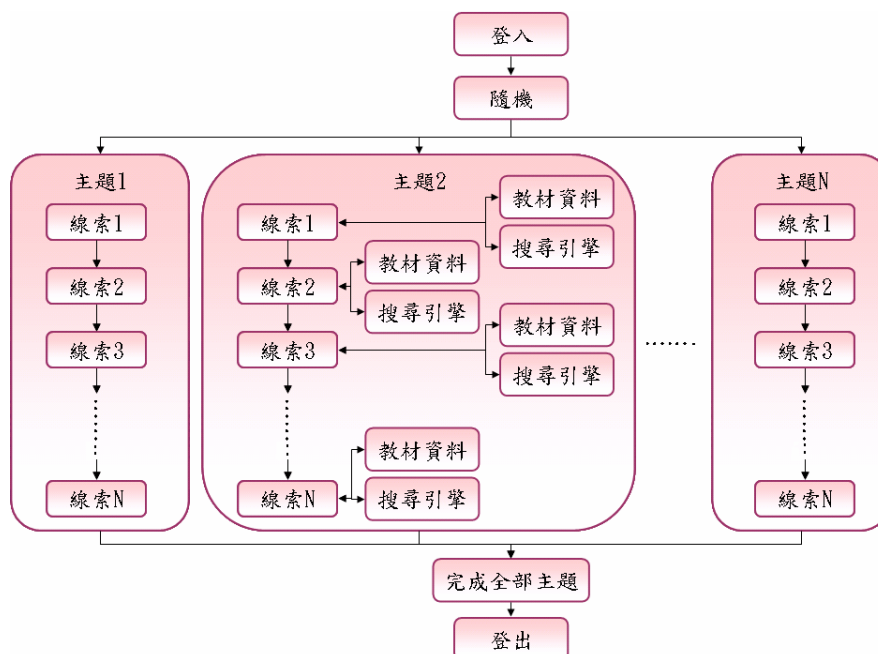 登入
隨機
主題1
線索1
線索2
線索3
線索N
主題2
線索1
教材資料
搜尋引擎
線索2
教材資料
搜尋引擎
線索3
教材資料
搜尋引擎
線索N
教材資料
搜尋引擎
.......
主題N
線索1
線索2
線索3
線索N
完成全部主題
登出